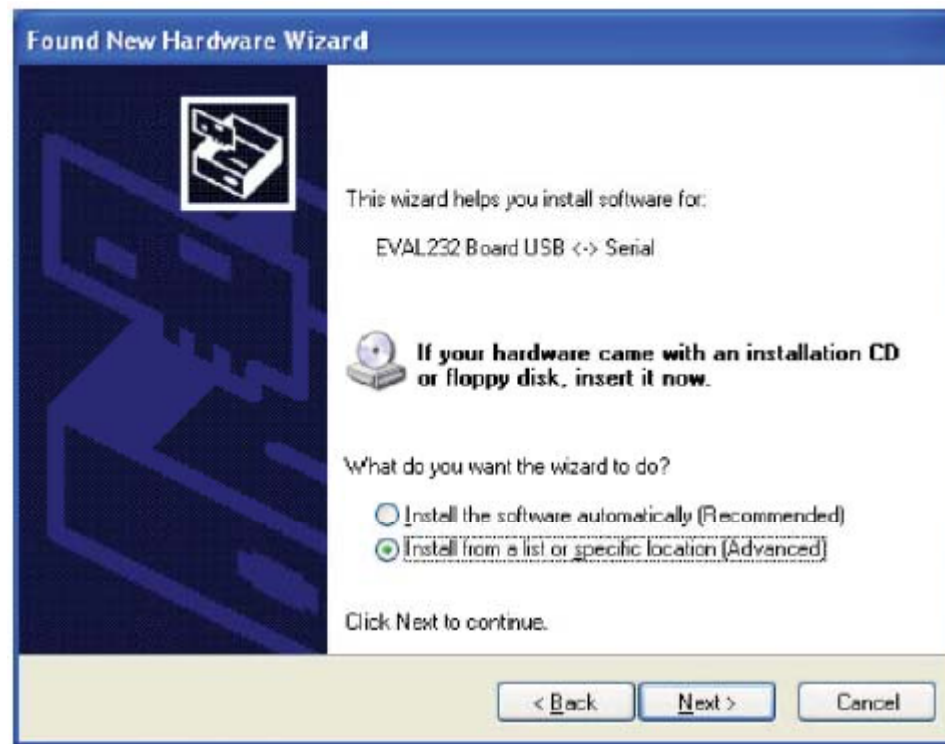 Found New Hardware Wizard
This wizard helps you install software for:
EVAL232 Board USB <-> Serial
If your hardware came with an installation CD
or floppy disk, insert it now.
What do you want the wizard to do?
Install the software automatically (Recommended)
Install from a list or specific location (Advanced)
Click Next to continue.
< Back Next > Cancel